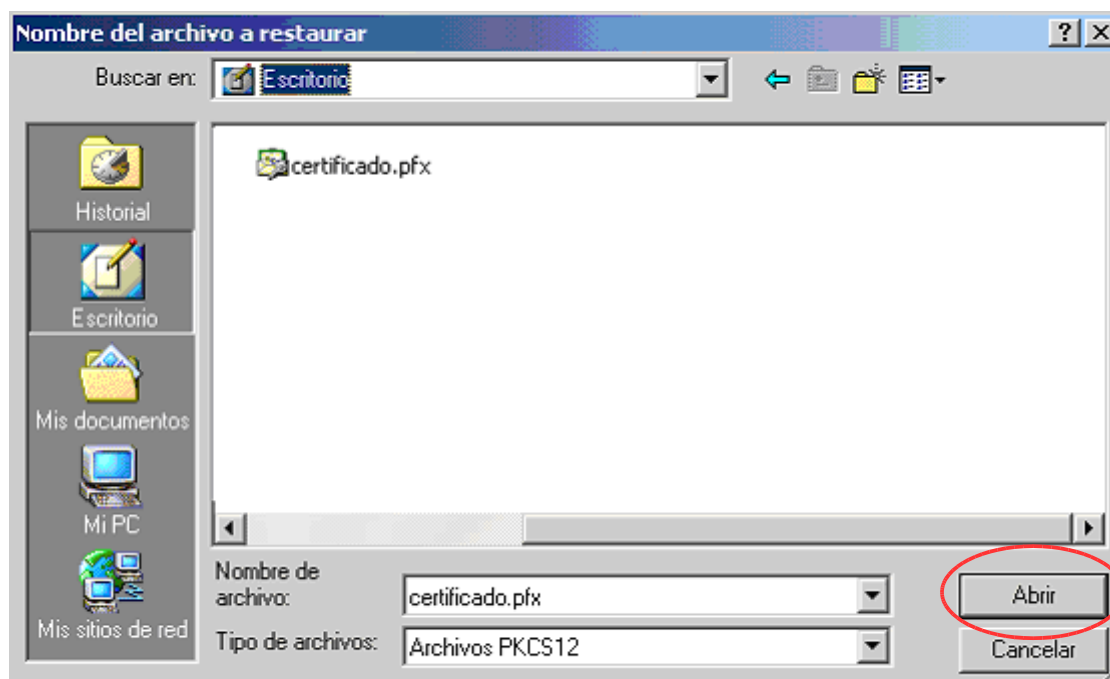 Nombre del archivo a restaurar
Buscar en:
Escritorio
certificado.pfx
Historial
Escritorio
Mis documentos
Mi PC
Mis sitios de red
Nombre de
archivo:
certificado.pfx
Abrir
Tipo de archivos:
Archivos PKCS12
Cancelar